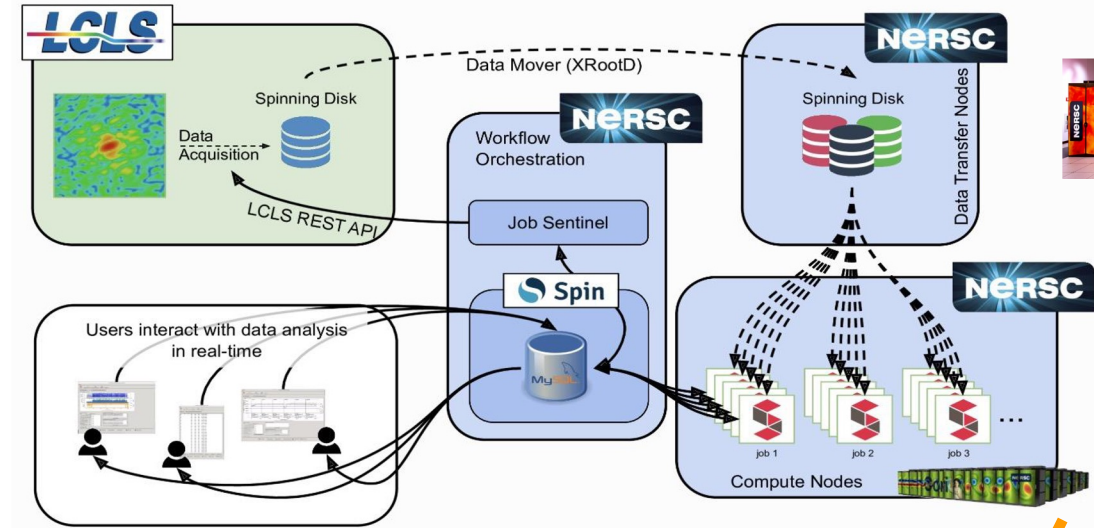 LCLS
Data Mover (XRootD)
NERSC
Spinning Disk
Spinning Disk
Data
Acquisition
Workflow
Orchestration
NERSC
Data Transfer Nodes
NERSC
LCLS REST API
Job Sentinel
Spin
NERSC
Users interact with data analysis
in real-time
MySQL
job 1
job 2
job 3
...
Compute Nodes